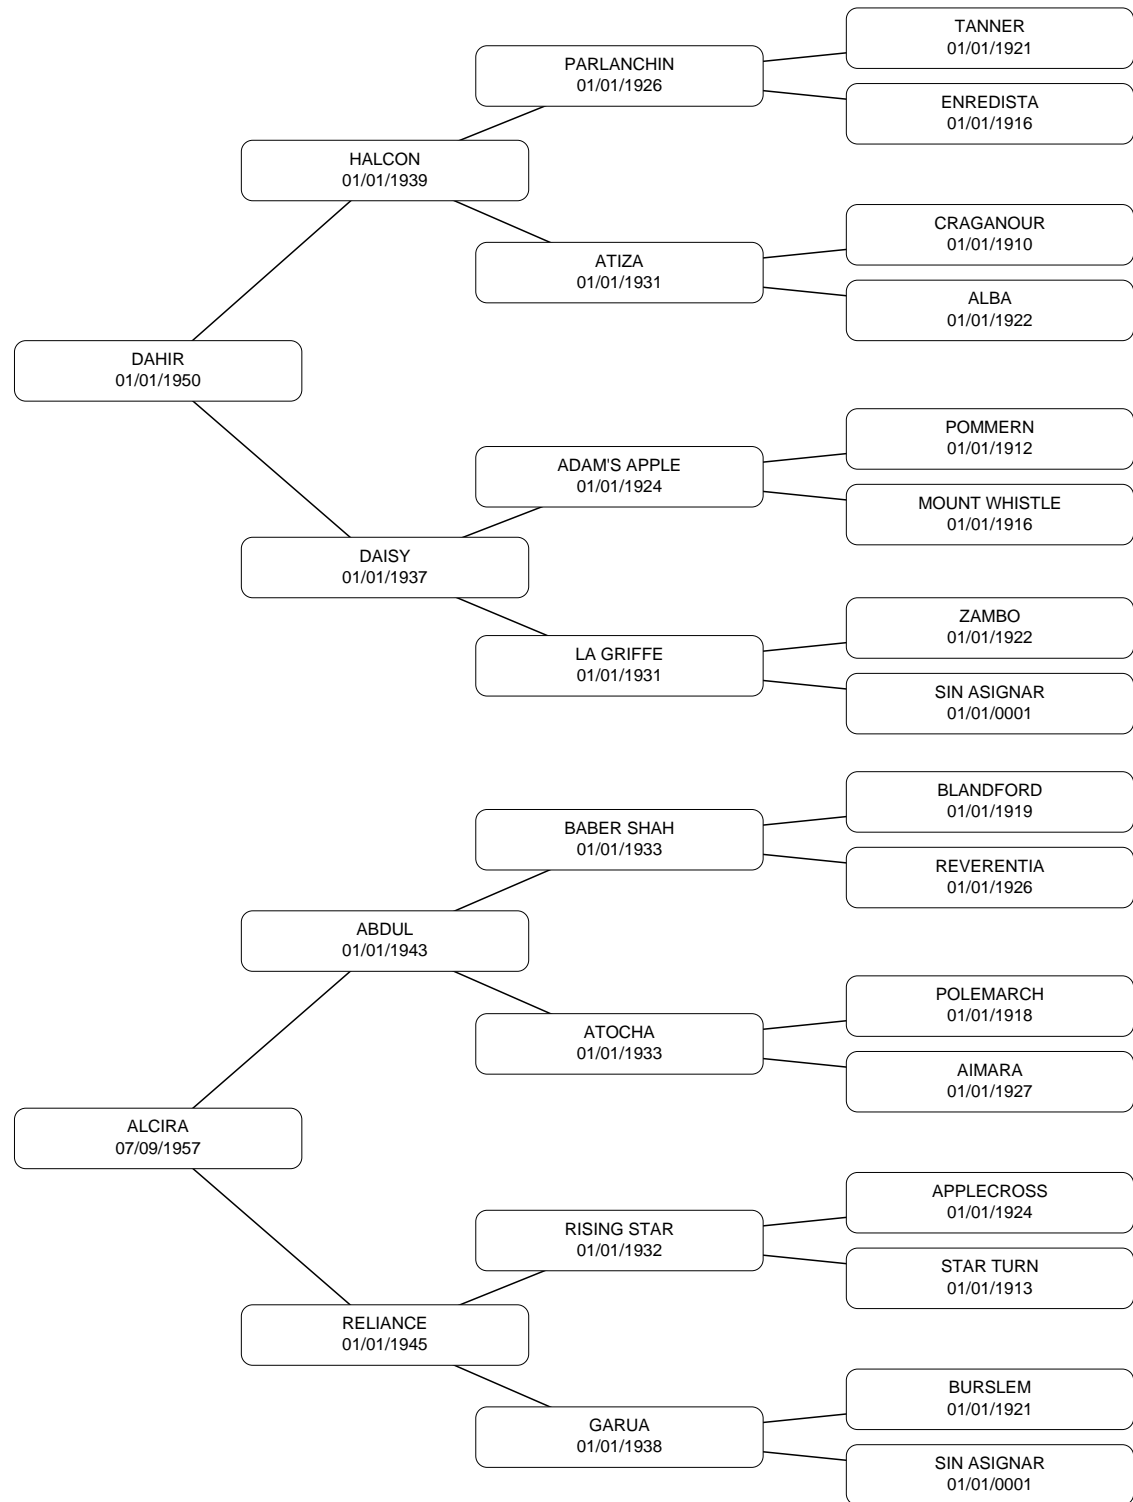 TANNER
01/01/1921
PARLANCHIN
01/01/1926
ENREDISTA
01/01/1916
HALCON
01/01/1939
CRAGANOUR
01/01/1910
ATIZA
01/01/1931
ALBA
01/01/1922
DAHIR
01/01/1950
POMMERN
01/01/1912
ADAM'S APPLE
01/01/1924
MOUNT WHISTLE
01/01/1916
DAISY
01/01/1937
ZAMBO
01/01/1922
LA GRIFFE
01/01/1931
SIN ASIGNAR
01/01/0001
BLANDFORD
01/01/1919
BABER SHAH
01/01/1933
REVERENTIA
01/01/1926
ABDUL
01/01/1943
POLEMARCH
01/01/1918
ATOCHA
01/01/1933
AIMARA
01/01/1927
ALCIRA
07/09/1957
APPLECROSS
01/01/1924
RISING STAR
01/01/1932
STAR TURN
01/01/1913
RELIANCE
01/01/1945
BURSLEM
01/01/1921
GARUA
01/01/1938
SIN ASIGNAR
01/01/0001